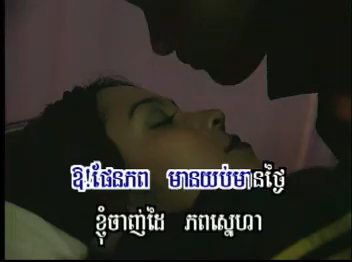 ឱ!ផែនភព មានយប់មានថ្ងៃ
ខ្ញុំចាញ់ដៃ ភពស្នេហា